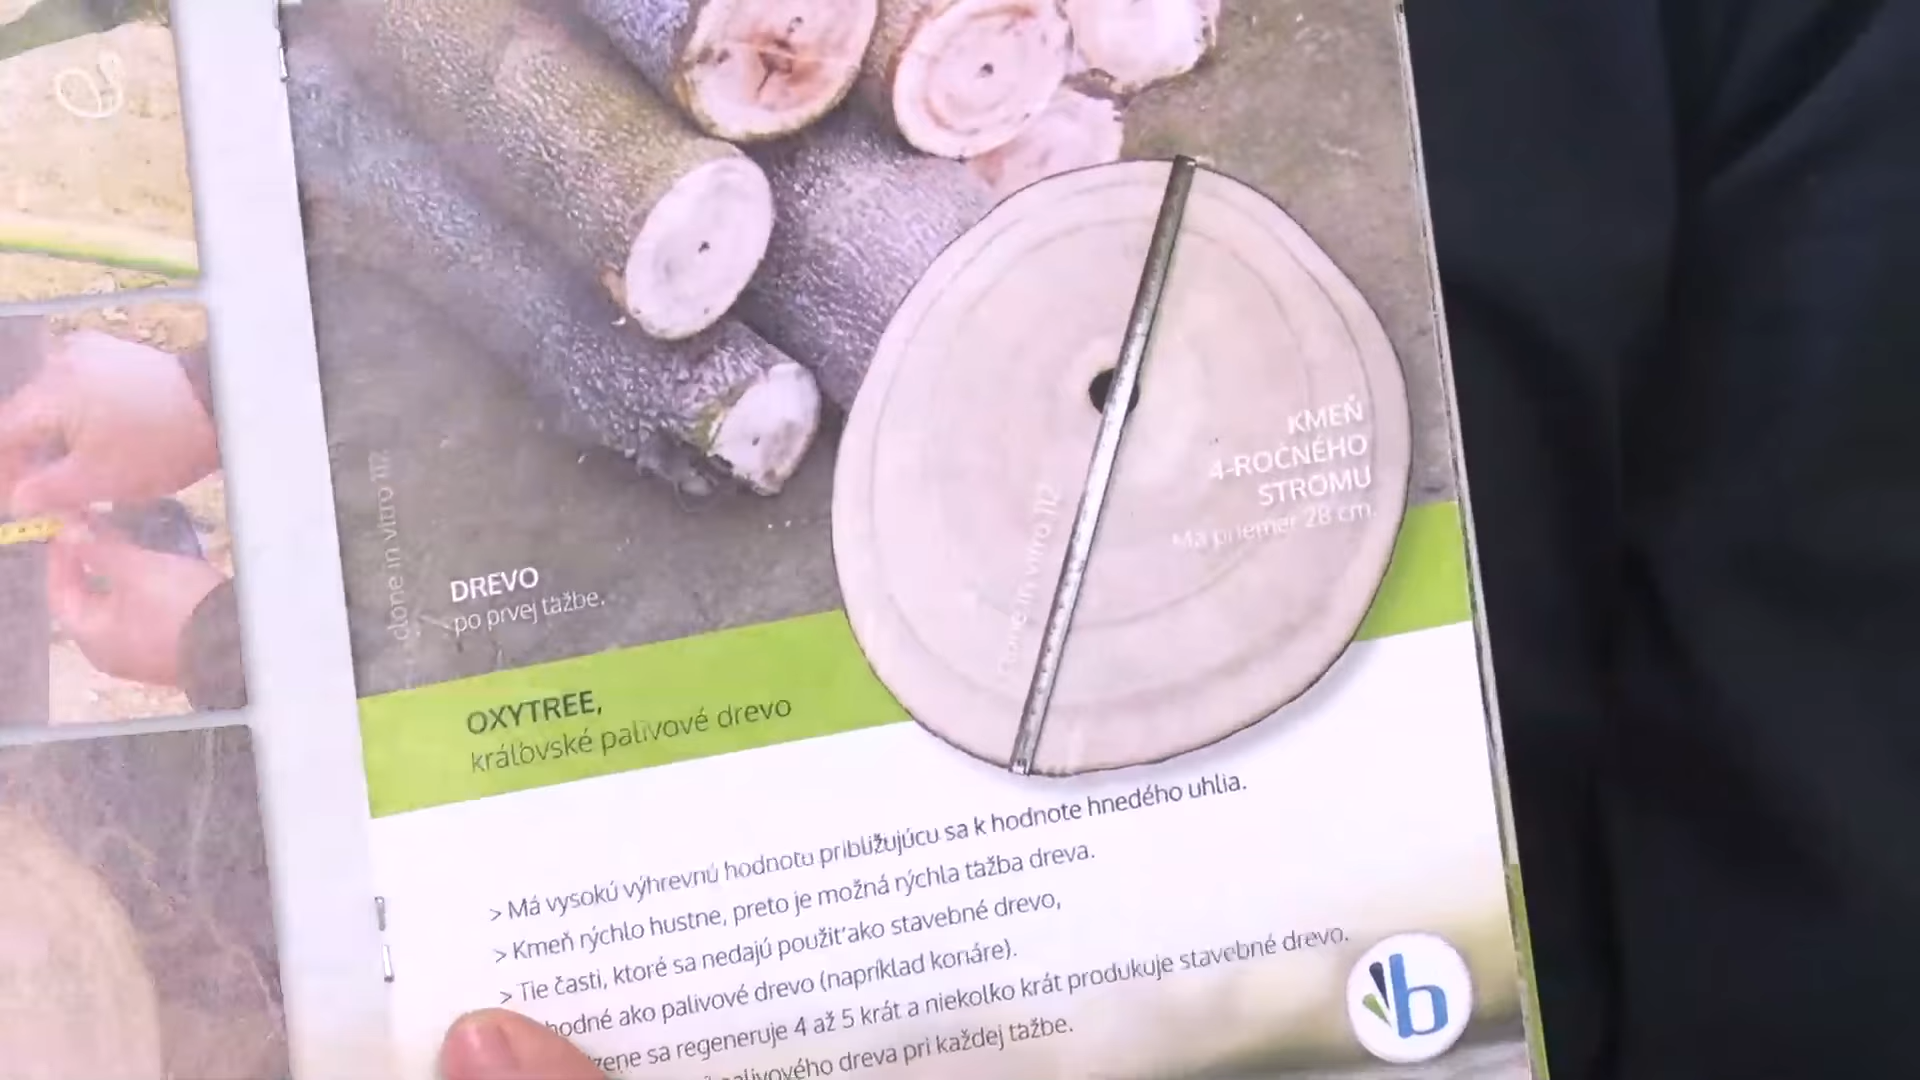 KMEŇ
4-ROČNÉHO
STROMU
Má priemer 28 cm.
clone in vitro 112
clone in vitro 112
DREVO
po prvej ťažbe.
OXYTREE,
kráľovské palivové drevo
> Má vysokú výhrevnú hodnotu približujúcu sa k hodnote hnedého uhlia.
> Kmeň rýchlo hustne, preto je možná rýchla ťažba dreva.
> Tie časti, ktoré sa nedajú použiť ako stavebné drevo,
hodné ako palivové drevo (napríklad konáre).
zene sa regeneruje 4 až 5 krát a niekoľko krát produkuje stavebné drevo.
palivového dreva pri každej ťažbe.
b